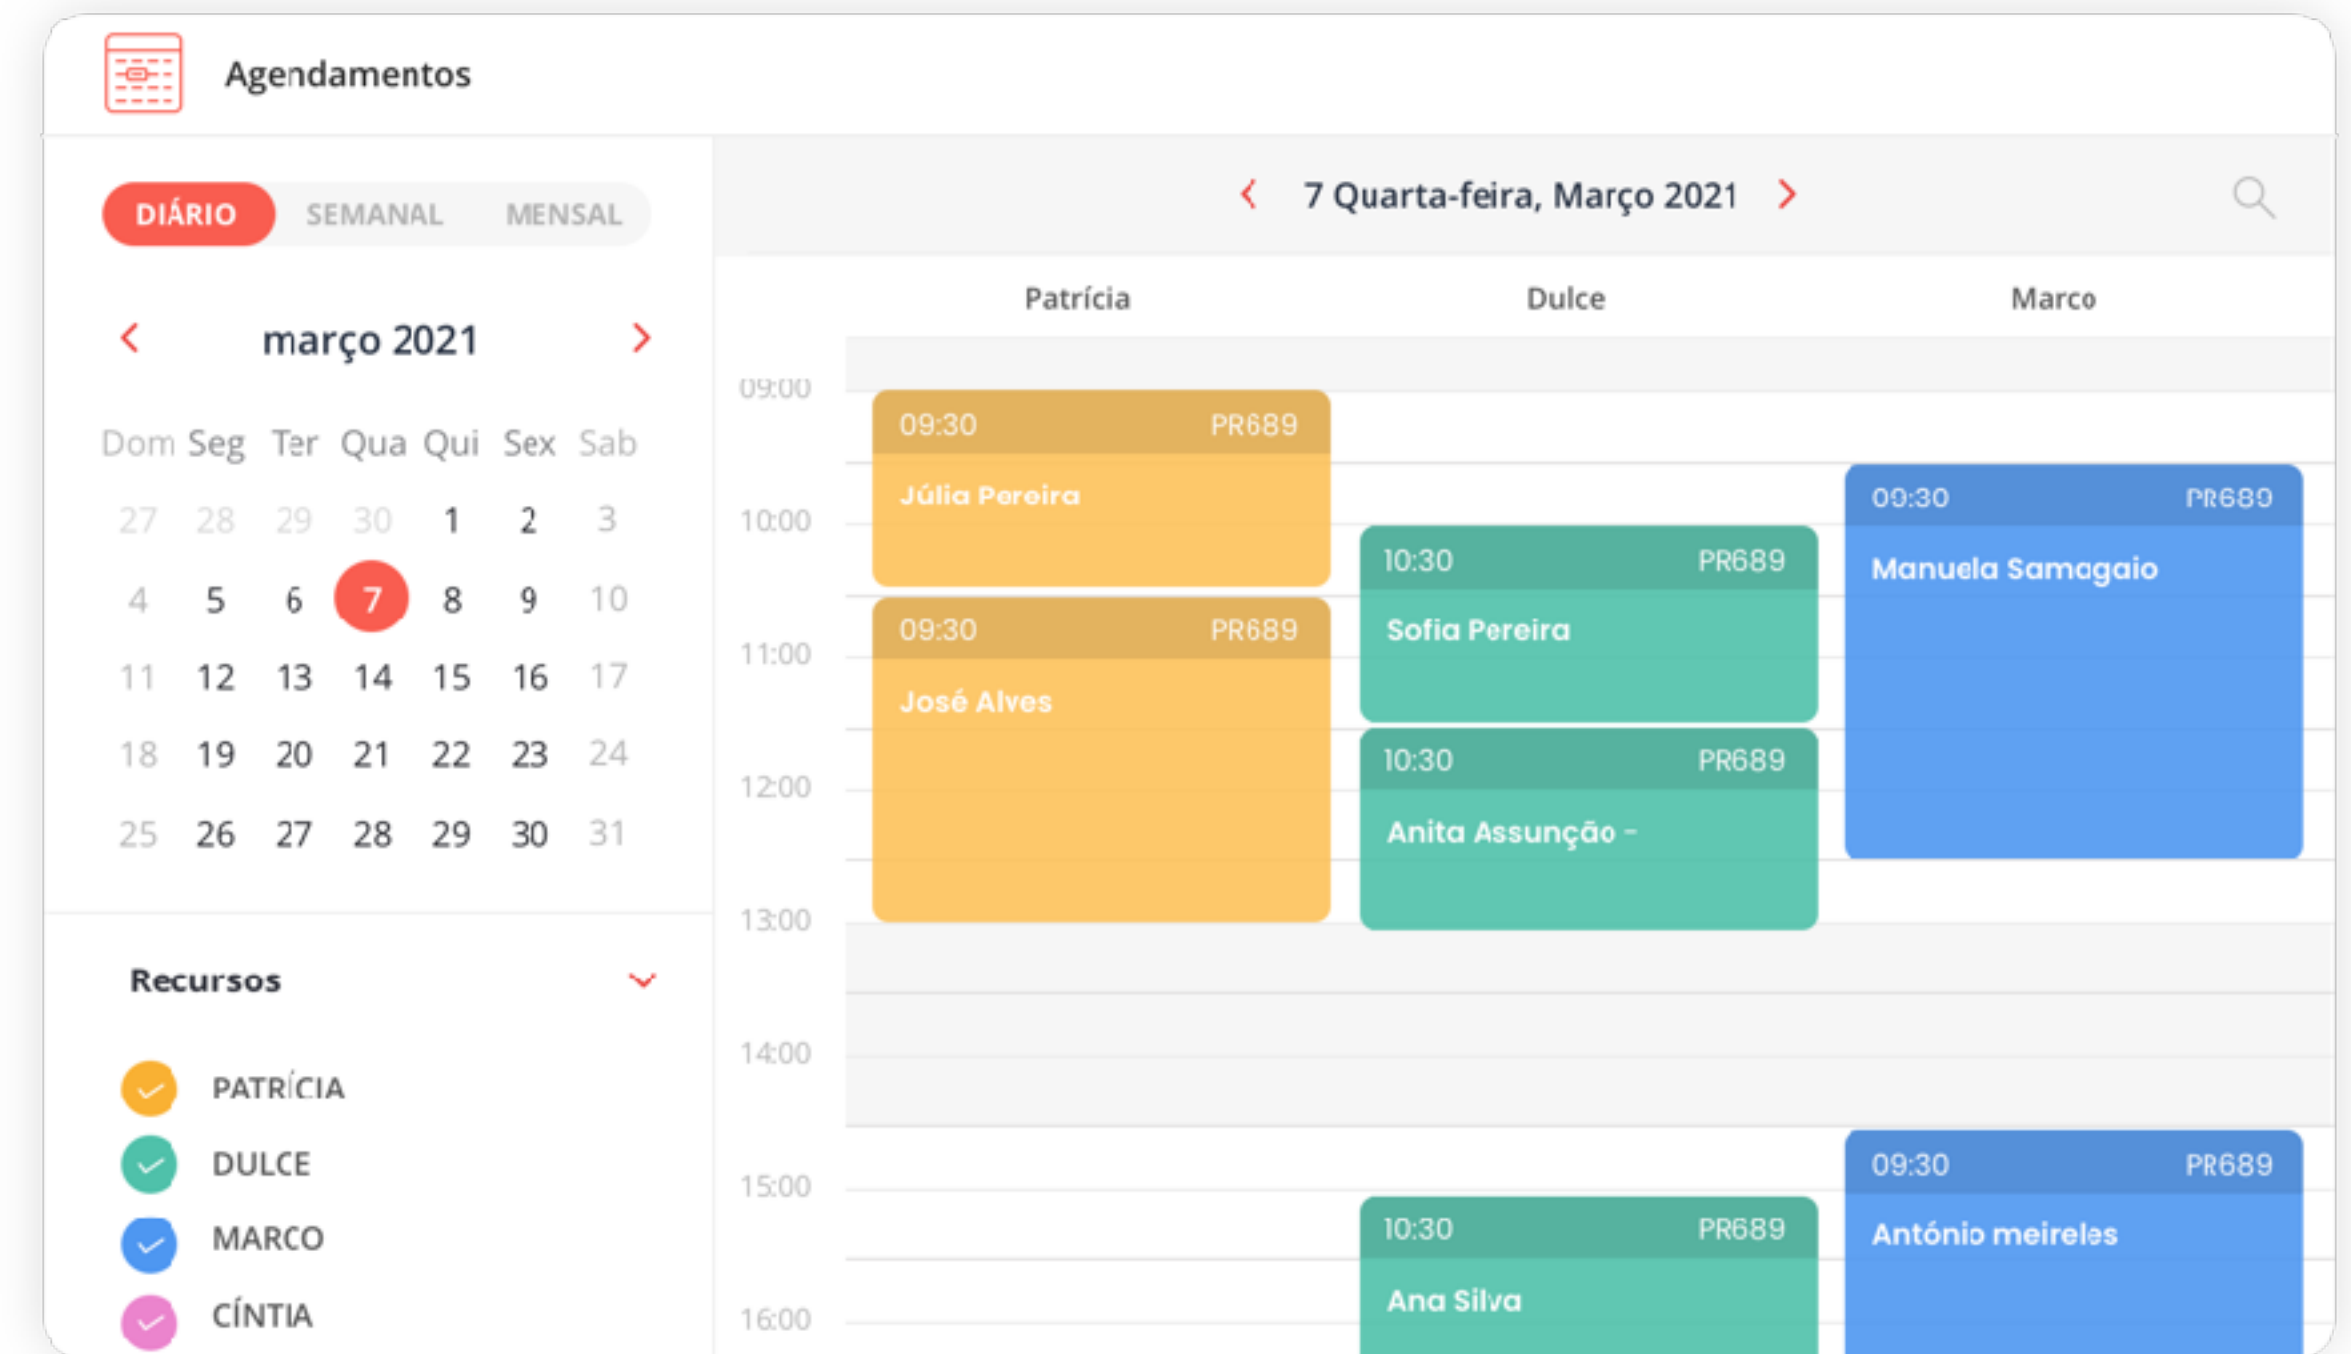 Agendamentos
DIÁRIO SEMANAL MENSAL
março 2021
Dom Seg Ter Qua Qui Sex Sab
27 28 29 30 1 2 3
4 5 6 7 8 9 10
11 12 13 14 15 16 17
18 19 20 21 22 23 24
25 26 27 28 29 30 31
Recursos
PATRÍCIA
DULCE
MARCO
CÍNTIA
7 Quarta-feira, Março 2021
Patrícia Dulce Marco
09:00
09:30 PR689
Júlia Pereira
09:30 PR689
Manuela Samagaio
10:00
10:30 PR689
Sofia Pereira
09:30 PR689
José Alves
11:00
10:30 PR689
Anita Assunção -
12:00
13:00
14:00
09:30 PR689
António meireles
15:00
10:30 PR689
Ana Silva
16:00